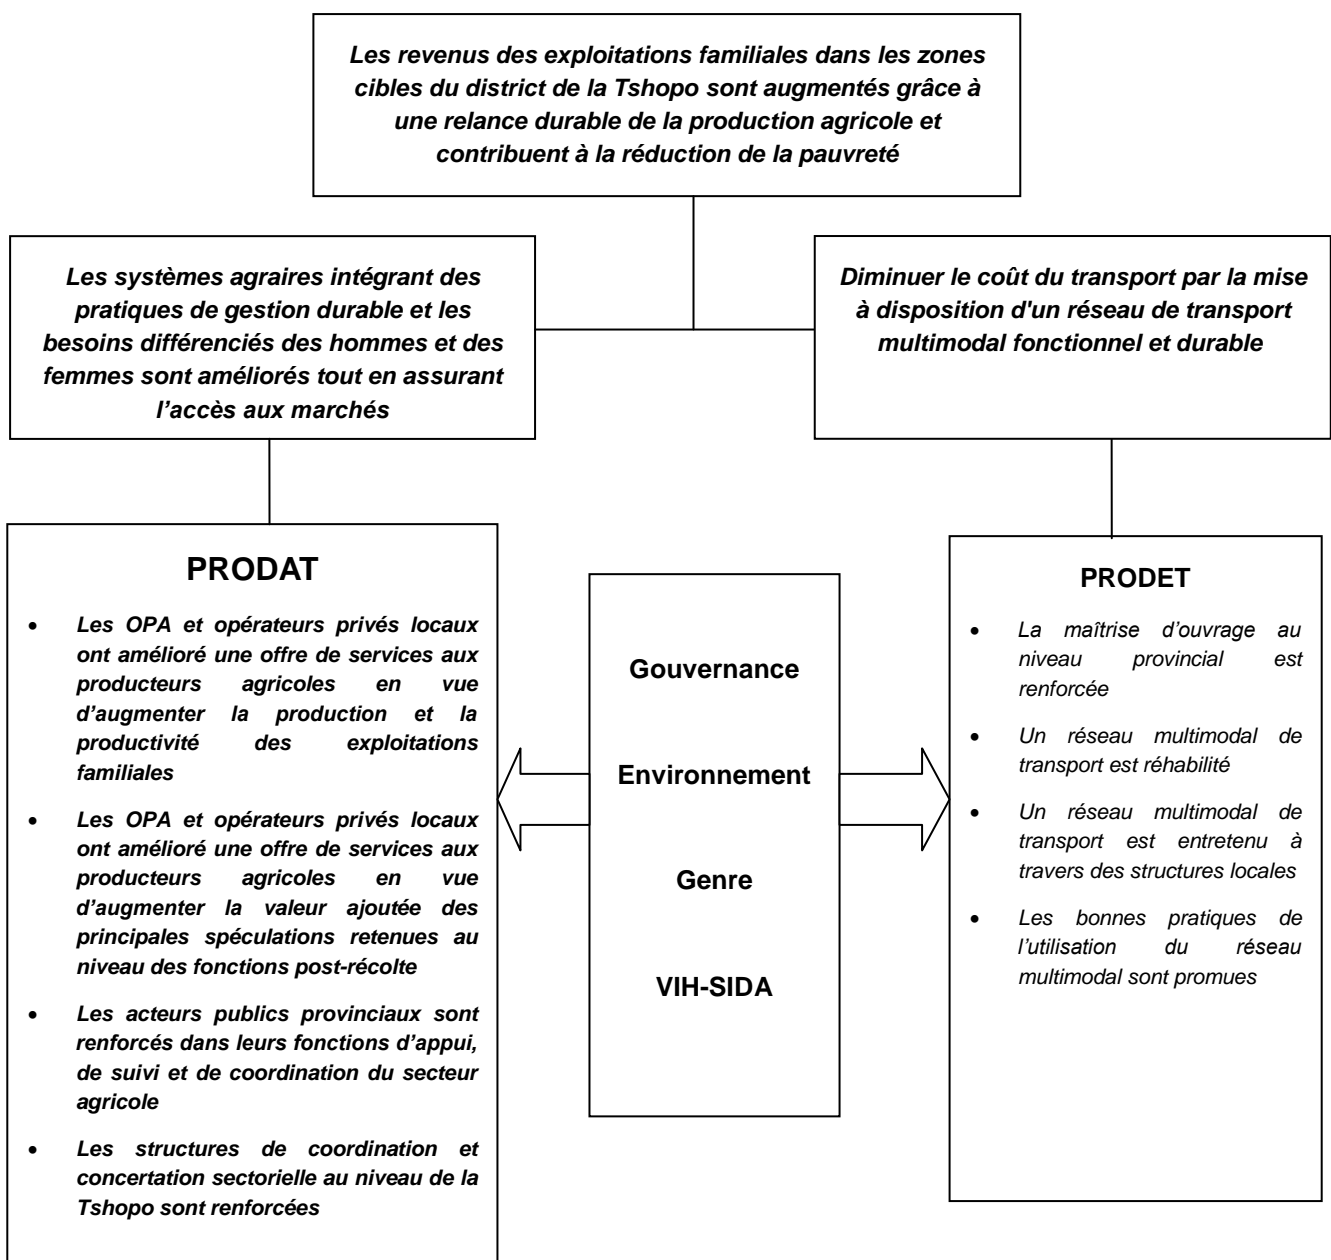 Les revenus des exploitations familiales dans les zones
cibles du district de la Tshopo sont augmentés grâce à
une relance durable de la production agricole et
contribuent à la réduction de la pauvreté
Les systèmes agraires intégrant des
pratiques de gestion durable et les
besoins différenciés des hommes et des
femmes sont améliorés tout en assurant
l’accès aux marchés
Diminuer le coût du transport par la mise
à disposition d'un réseau de transport
multimodal fonctionnel et durable
PRODAT
• Les OPA et opérateurs privés locaux
ont amélioré une offre de services aux
producteurs agricoles en vue
d’augmenter la production et la
productivité des exploitations
familiales
• Les OPA et opérateurs privés locaux
ont amélioré une offre de services aux
producteurs agricoles en vue
d’augmenter la valeur ajoutée des
principales spéculations retenues au
niveau des fonctions post-récolte
• Les acteurs publics provinciaux sont
renforcés dans leurs fonctions d’appui,
de suivi et de coordination du secteur
agricole
• Les structures de coordination et
concertation sectorielle au niveau de la
Tshopo sont renforcées
Gouvernance
Environnement
Genre
VIH-SIDA
PRODET
• La maîtrise d’ouvrage au
niveau provincial est
renforcée
• Un réseau multimodal de
transport est réhabilité
• Un réseau multimodal de
transport est entretenu à
travers des structures locales
• Les bonnes pratiques de
l’utilisation du réseau
multimodal sont promues